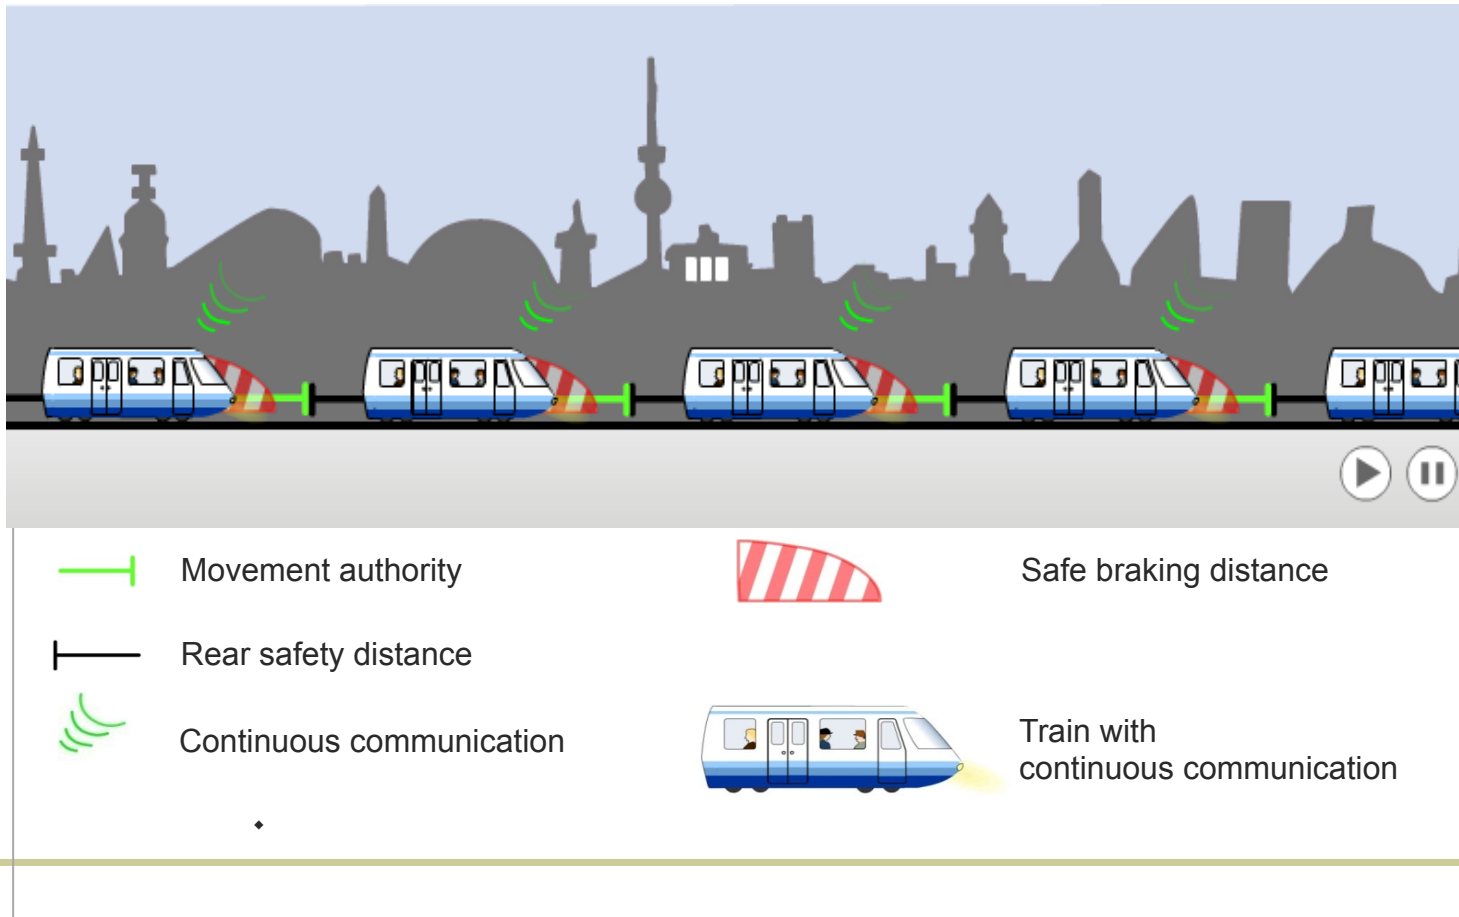 Movement authority
Safe braking distance
Rear safety distance
Continuous communication
Train with
continuous communication